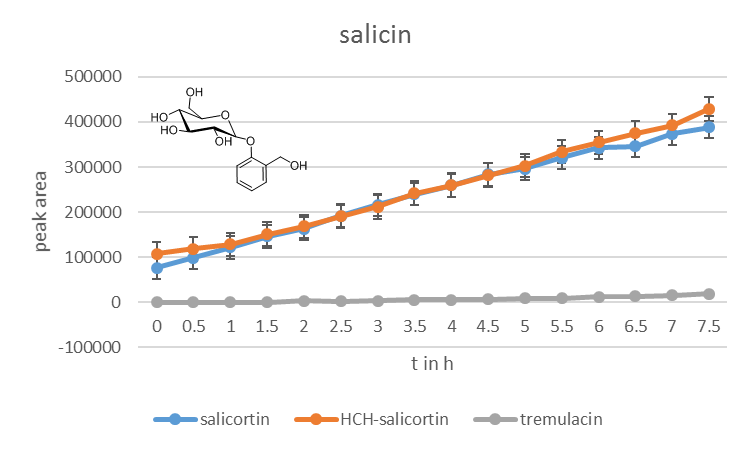 salicin
peak area
500000
400000
300000
200000
100000
0
-100000
OH
HO
O
HO
OH
O
OH
0 0.5 1 1.5 2 2.5 3 3.5 4 4.5 5 5.5 6 6.5 7 7.5
t in h
salicortin HCH-salicortin tremulacin